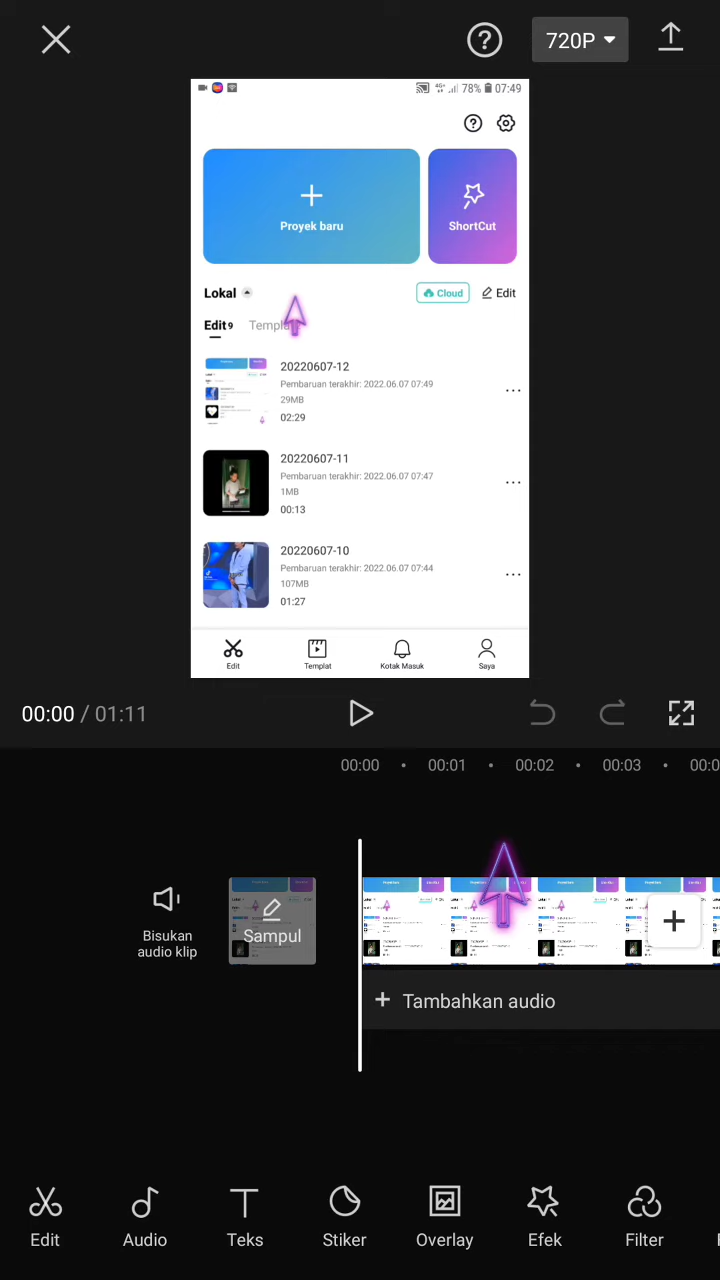 720P
78% 07:49
Proyek baru
ShortCut
Lokal
Cloud
Edit
Edit9
20220607-12
Pembaruan terakhir: 2022.06.07 07:49
29MB
02:29
20220607-11
Pembaruan terakhir: 2022.06.07 07:47
1MB
00:13
20220607-10
Pembaruan terakhir: 2022.06.07 07:44
107MB
01:27
Edit
Templat
Kotak Masuk
Saya
00:00 / 01:11
00:00 00:01 00:02 00:03
Bisukan
audio klip
Sampul
+ Tambahkan audio
Edit
Audio
Teks
Stiker
Overlay
Efek
Filter